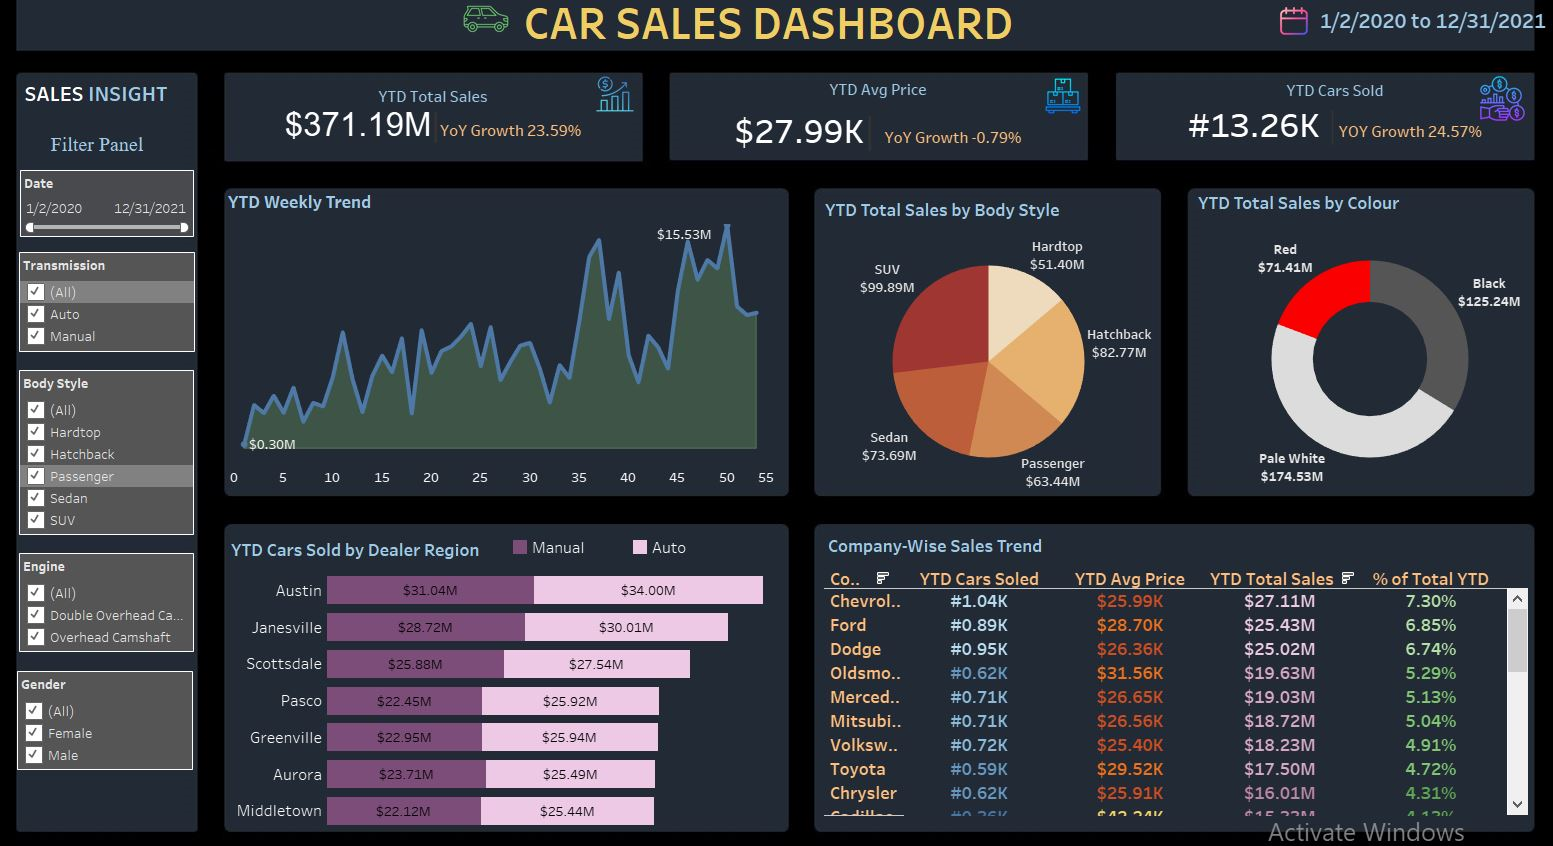 CAR SALES DASHBOARD
1/2/2020 to 12/31/2021
SALES INSIGHT
Filter Panel
Date
1/2/2020 12/31/2021
Transmission
(All)
Auto
Manual
Body Style
(All)
Hardtop
Hatchback
Passenger
Sedan
SUV
Engine
(All)
Double Overhead Ca...
Overhead Camshaft
Gender
(All)
Female
Male
YTD Total Sales
$371.19M YoY Growth 23.59%
YTD Avg Price
$27.99K YoY Growth -0.79%
YTD Cars Sold
#13.26K YOY Growth 24.57%
YTD Weekly Trend
$15.53M
$0.30M
0 5 10 15 20 25 30 35 40 45 50 55
YTD Total Sales by Body Style
Hardtop
$51.40M
SUV
$99.89M
Hatchback
$82.77M
Sedan
$73.69M
Passenger
$63.44M
YTD Total Sales by Colour
Red
$71.41M
Black
$125.24M
Pale White
$174.53M
YTD Cars Sold by Dealer Region Manual Auto
Austin $31.04M $34.00M
Janesville $28.72M $30.01M
Scottsdale $25.88M $27.54M
Pasco $22.45M $25.92M
Greenville $22.95M $25.94M
Aurora $23.71M $25.49M
Middletown $22.12M $25.44M
Company-Wise Sales Trend
Co.. YTD Cars Soled YTD Avg Price YTD Total Sales % of Total YTD
Chevrol.. #1.04K $25.99K $27.11M 7.30%
Ford #0.89K $28.70K $25.43M 6.85%
Dodge #0.95K $26.36K $25.02M 6.74%
Oldsmo.. #0.62K $31.56K $19.63M 5.29%
Merced.. #0.71K $26.65K $19.03M 5.13%
Mitsubi.. #0.71K $26.56K $18.72M 5.04%
Volksw.. #0.72K $25.40K $18.23M 4.91%
Toyota #0.59K $29.52K $17.50M 4.72%
Chrysler #0.62K $25.91K $16.01M 4.31%
Activate Windows